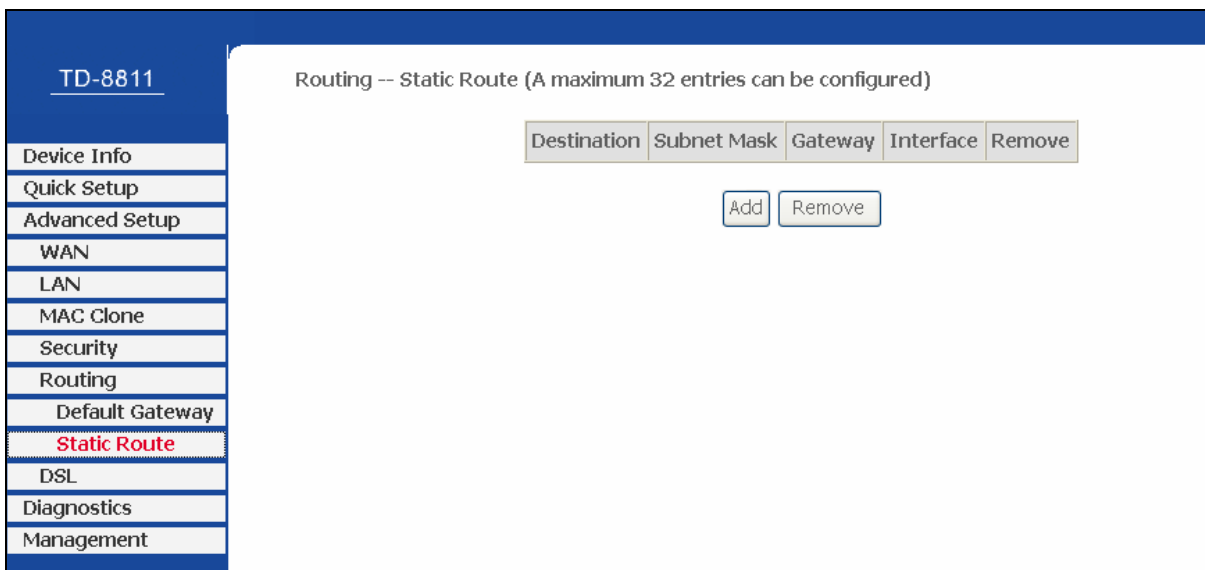 TD-8811
Device Info
Quick Setup
Advanced Setup
WAN
LAN
MAC Clone
Security
Routing
Default Gateway
Static Route
DSL
Diagnostics
Management
Routing -- Static Route (A maximum 32 entries can be configured)
Destination Subnet Mask Gateway Interface Remove
Add Remove